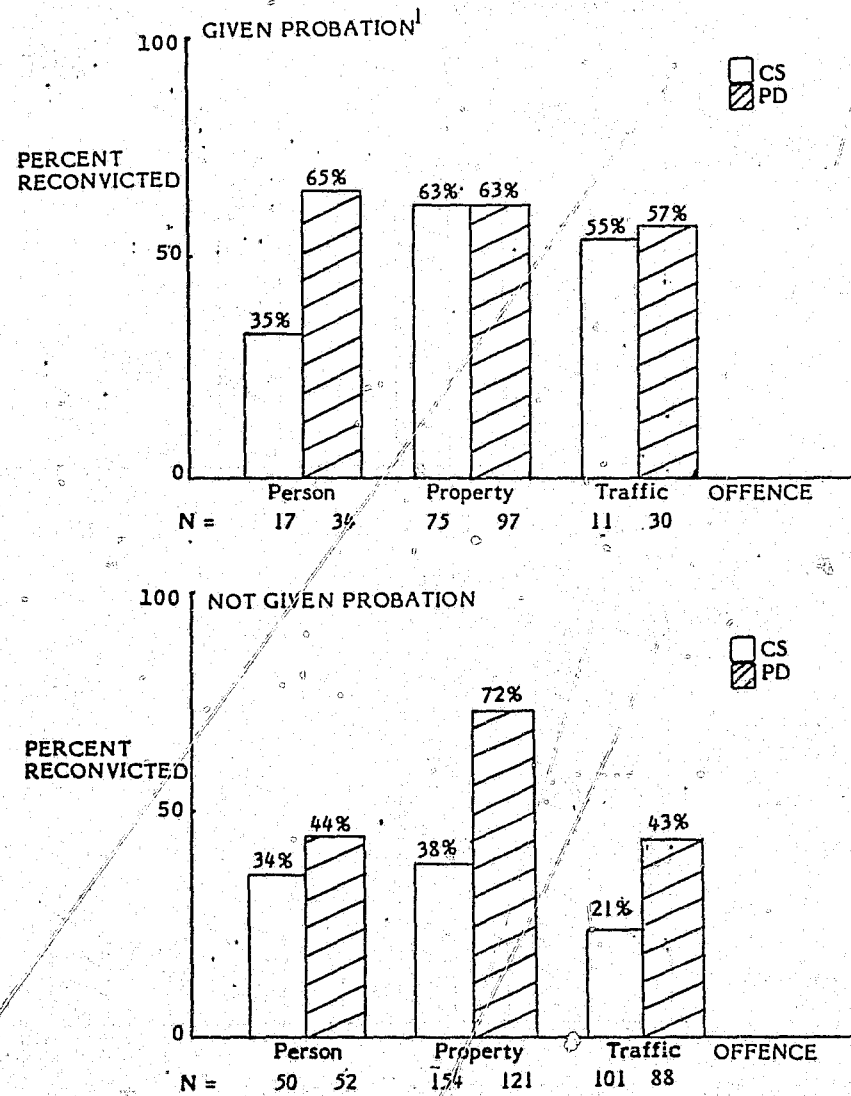 GIVEN PROBATION1
100
CS
PD
PERCENT
RECONVICTED
65%
63% 63%
55% 57%
50
35%
0
Person Property Traffic OFFENCE
N = 17 34 75 97 11 30
100 NOT GIVEN PROBATION
CS
PD
72%
PERCENT
RECONVICTED
50
44%
43%
34% 38%
21%
0
Person Property Traffic OFFENCE
N = 50 52 154 121 101 88